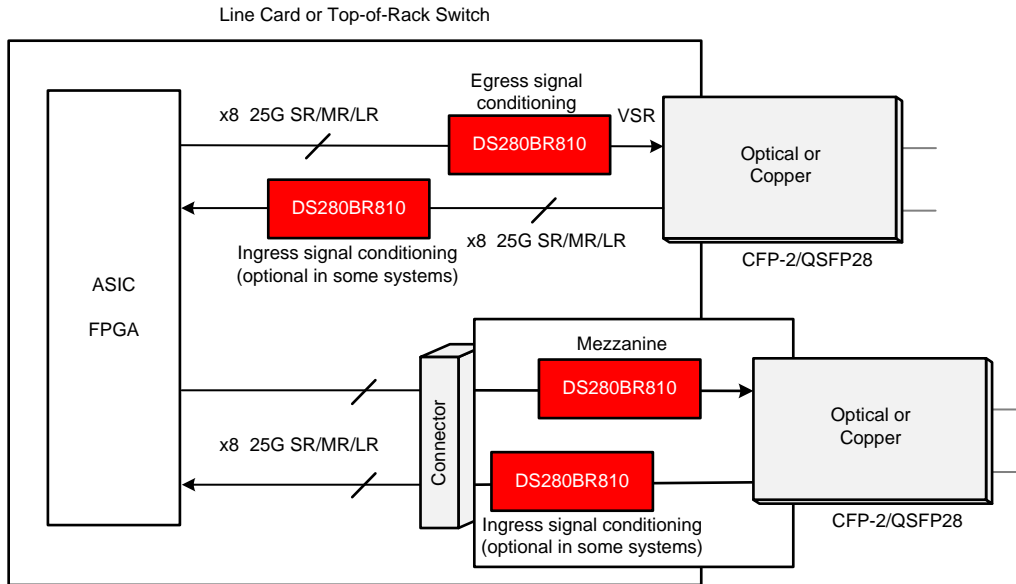 Line Card or Top-of-Rack Switch
Egress signal
conditioning
x8  25G SR/MR/LR
VSR
DS280BR810
Optical or
Copper
DS280BR810
x8  25G SR/MR/LR
Ingress signal conditioning
(optional in some systems)
CFP-2/QSFP28
ASIC
FPGA
Mezzanine
DS280BR810
Optical or
Copper
x8  25G SR/MR/LR
Connector
DS280BR810
Ingress signal conditioning
(optional in some systems)
CFP-2/QSFP28